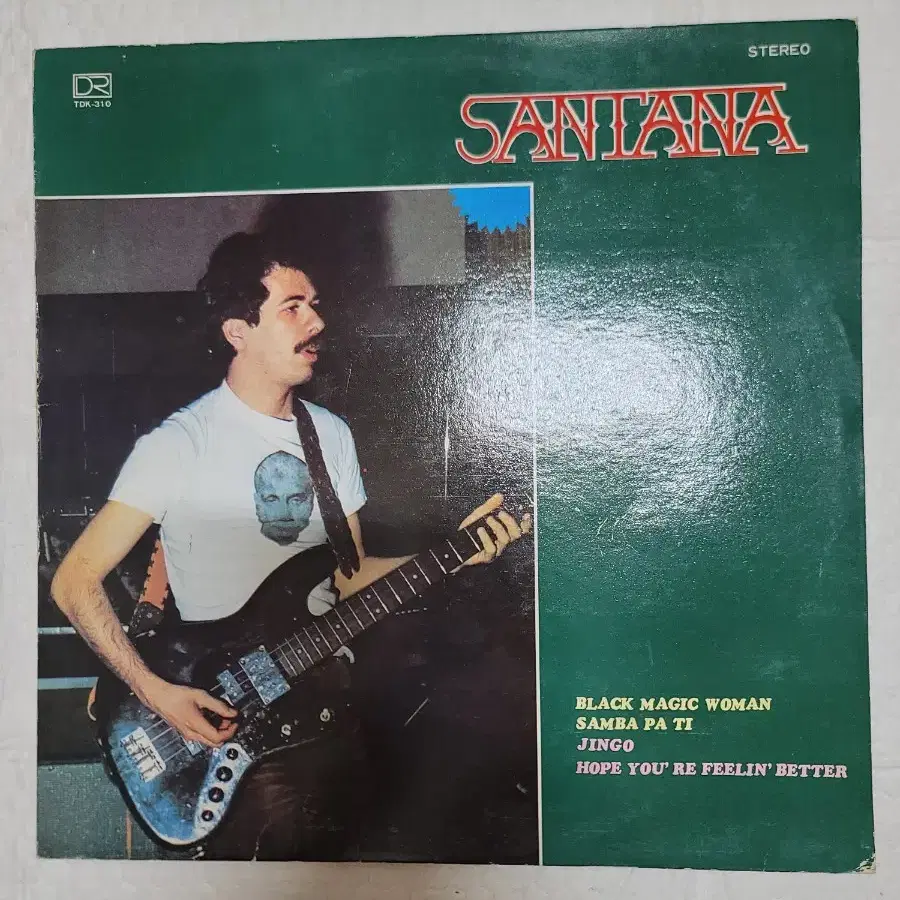 STEREO
DR
TDK-310
SANTANA
BLACK MAGIC WOMAN
SAMBA PA TI
JINGO
HOPE YOU'RE FEELIN' BETTER